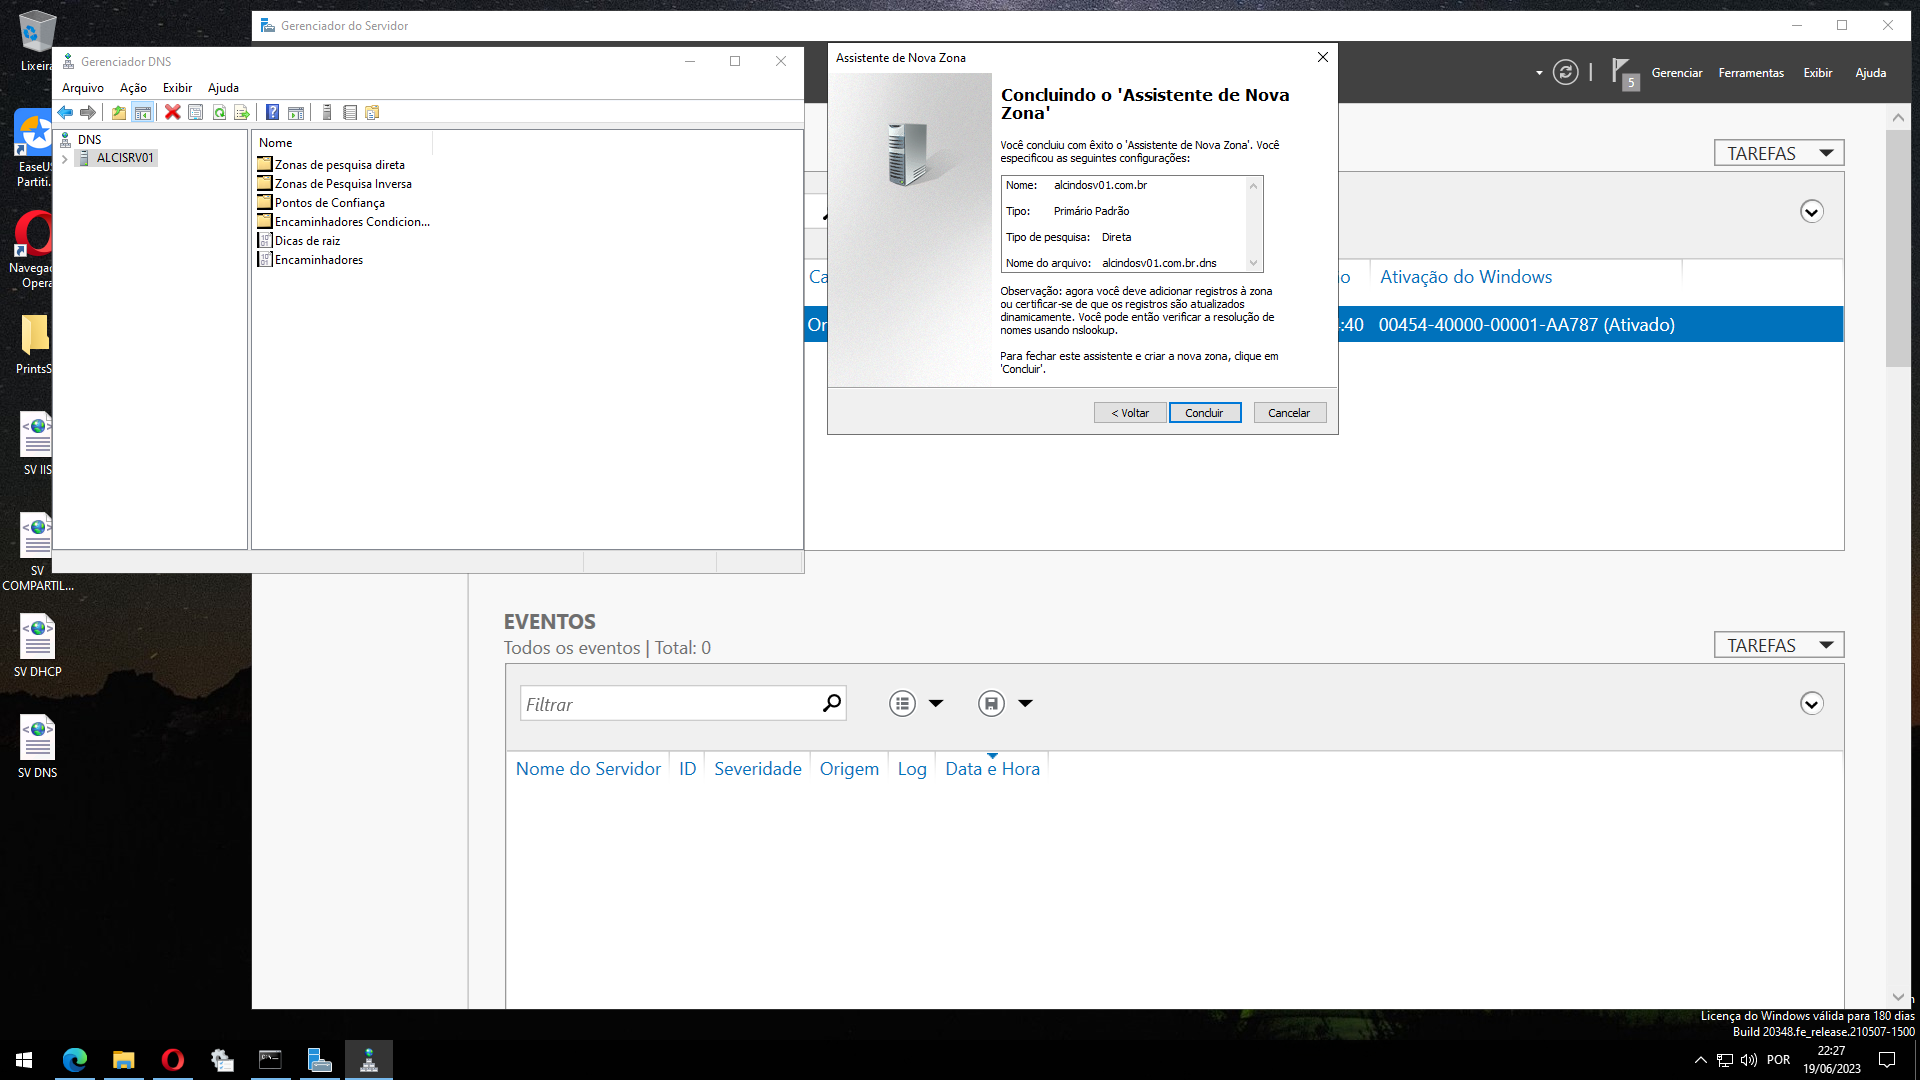 Lixeira
EaseUS
Partiti...
Navegad
Opera
PrintsS
SV IIS
SV
COMPARTIL...
SV DHCP
SV DNS
Gerenciador do Servidor
Gerenciar
Ferramentas
Exibir
Ajuda
5
Gerenciador DNS
Arquivo
Ação
Exibir
Ajuda
DNS
ALCISRV01
Nome
Zonas de pesquisa direta
Zonas de Pesquisa Inversa
Pontos de Confiança
Encaminhadores Condicion...
Dicas de raiz
Encaminhadores
Assistente de Nova Zona
Concluindo o 'Assistente de Nova
Zona'
Você concluiu com êxito o 'Assistente de Nova Zona'. Você
especificou as seguintes configurações:
Nome: alcindosv01.com.br
Tipo: Primário Padrão
Tipo de pesquisa: Direta
Nome do arquivo: alcindosv01.com.br.dns
Observação: agora você deve adicionar registros à zona
ou certificar-se de que os registros são atualizados
dinamicamente. Você pode então verificar a resolução de
nomes usando nslookup.
Para fechar este assistente e criar a nova zona, clique em
'Concluir'.
< Voltar
Concluir
Cancelar
TAREFAS
Ca
o
Ativação do Windows
Or
:40
00454-40000-00001-AA787 (Ativado)
EVENTOS
Todos os eventos | Total: 0
TAREFAS
Filtrar
Nome do Servidor
ID
Severidade
Origem
Log
Data e Hora
Licença do Windows válida para 180 dias
Build 20348.fe_release.210507-1500
POR
22:27
19/06/2023